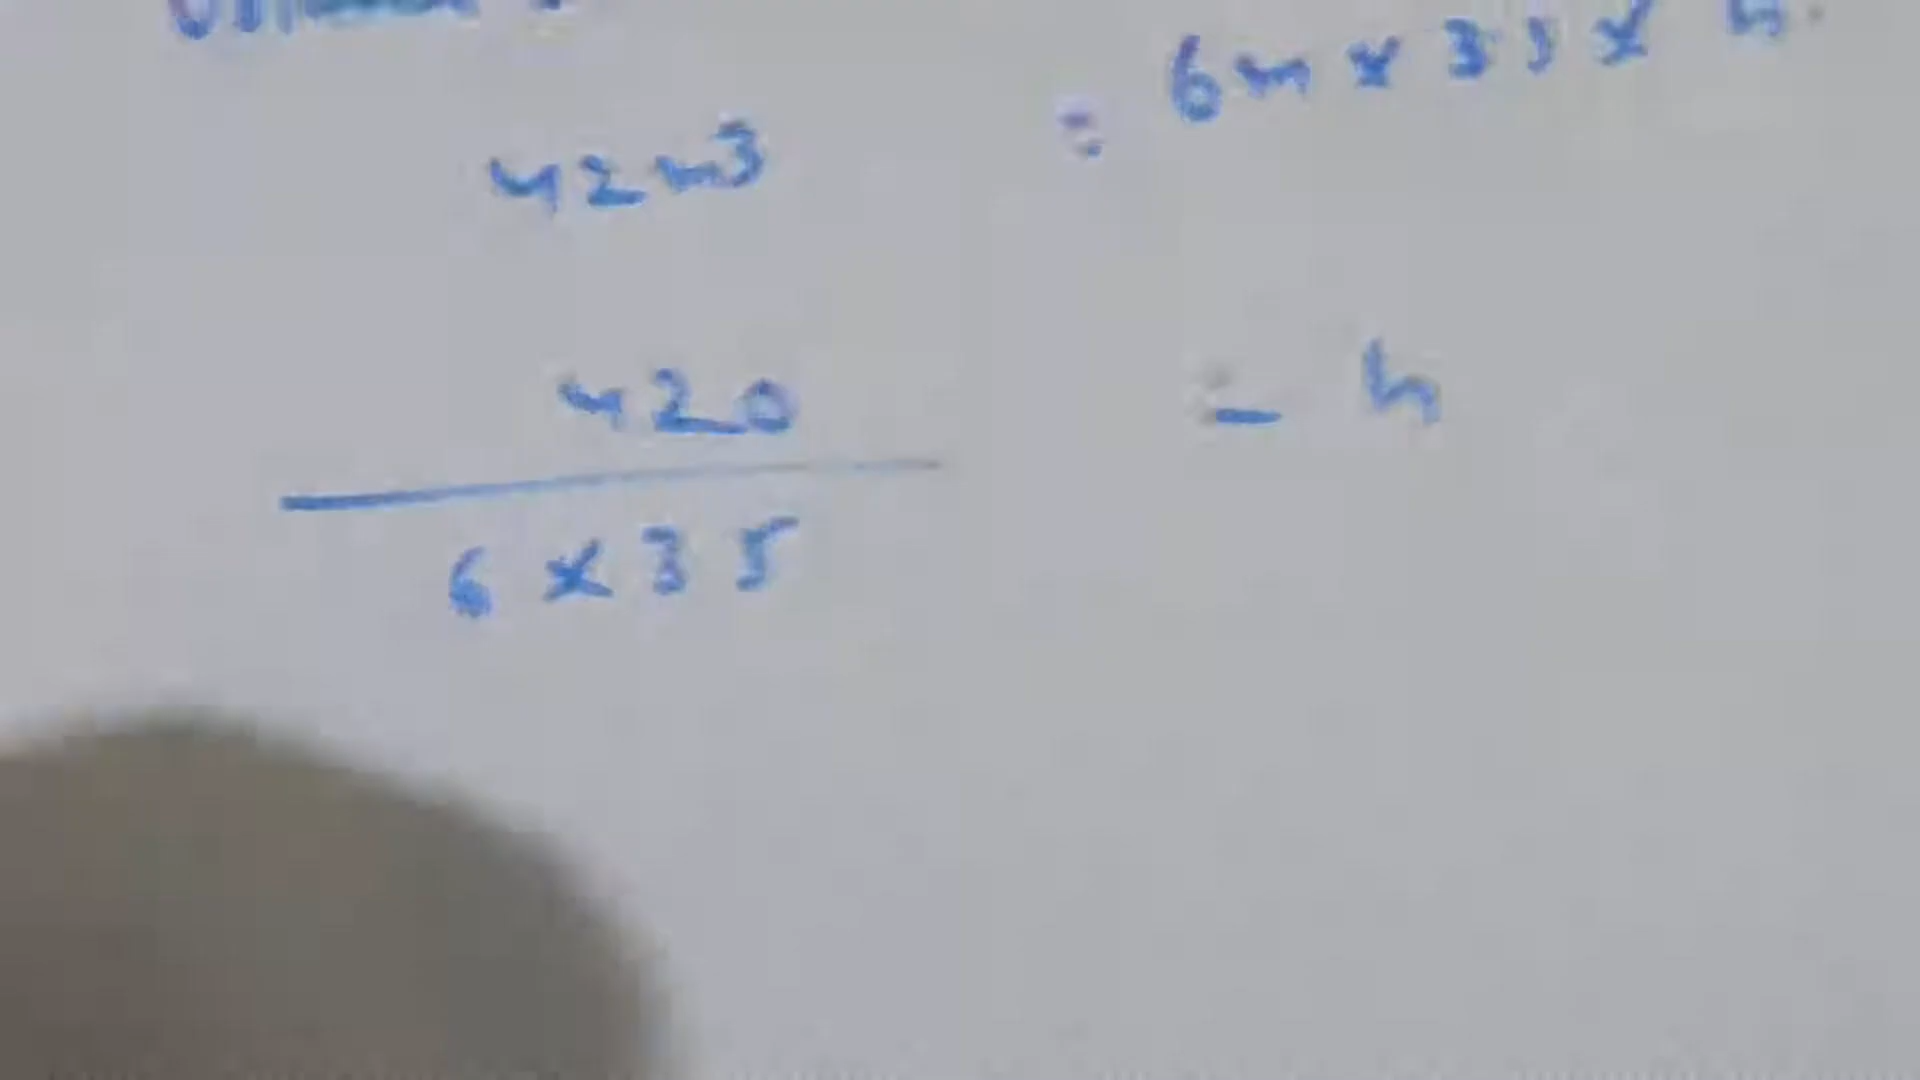 42m³ = 6m x 35 x h
420 = h
6 x 35